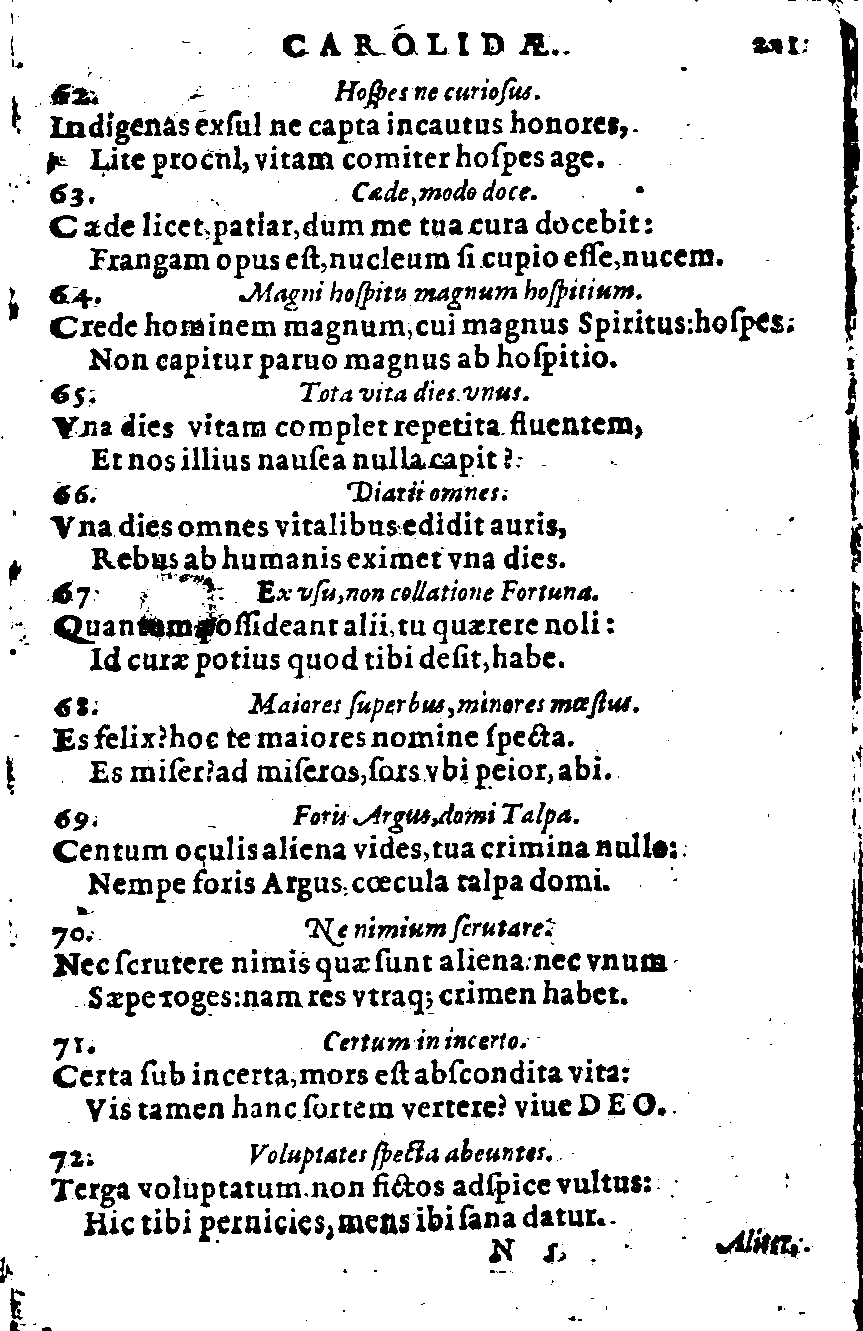 CAROLIDÆ.
221
62. Hoſpes ne curioſus.
Indigenas exſul ne capta incautus honores,
Lite procul, vitam comiter hoſpes age.
63. Cæde, modo doce.
Cæde licet, patiar, dum me tua cura docebit:
Frangam opus eſt, nucleum ſi cupio eſſe, nucem.
64. Magni hoſpitis magnum hoſpitium.
Crede hominem magnum, cui magnus Spiritus: hoſpes:
Non capitur paruo magnus ab hoſpitio.
65. Tota vita dies vnus.
Vna dies vitam complet repetita fluentem,
Et nos illius nauſea nulla capit?
66. Diarii omnes.
Vna dies omnes vitalibus edidit auris,
Rebus ab humanis eximet vna dies.
67 Ex vſu, non collatione Fortuna.
Quantum poſſideant alii, tu quærere noli:
Id curæ potius quod tibi deſit, habe.
68. Maiores ſuperbus, minores mœſtus.
Es felix? hoc te maiores nomine ſpecta.
Es miſer? ad miſeros, ſors vbi peior, abi.
69. Foris Argus, domi Talpa.
Centum oculis aliena vides, tua crimina nullo:
Nempe foris Argus, cœcula talpa domi.
70. Ne nimium ſcrutare.
Nec ſcrutere nimis quæ ſunt aliena: nec vnum
Sæpe roges: nam res vtraq; crimen habet.
71. Certum in incerto.
Certa ſub incerta, mors eſt abſcondita vita:
Vis tamen hanc ſortem vertere? viue DEO.
72. Voluptates ſpecta abeuntes.
Terga voluptatum non fictos adſpice vultus:
Hic tibi pernicies, mens ibi ſana datur.
N